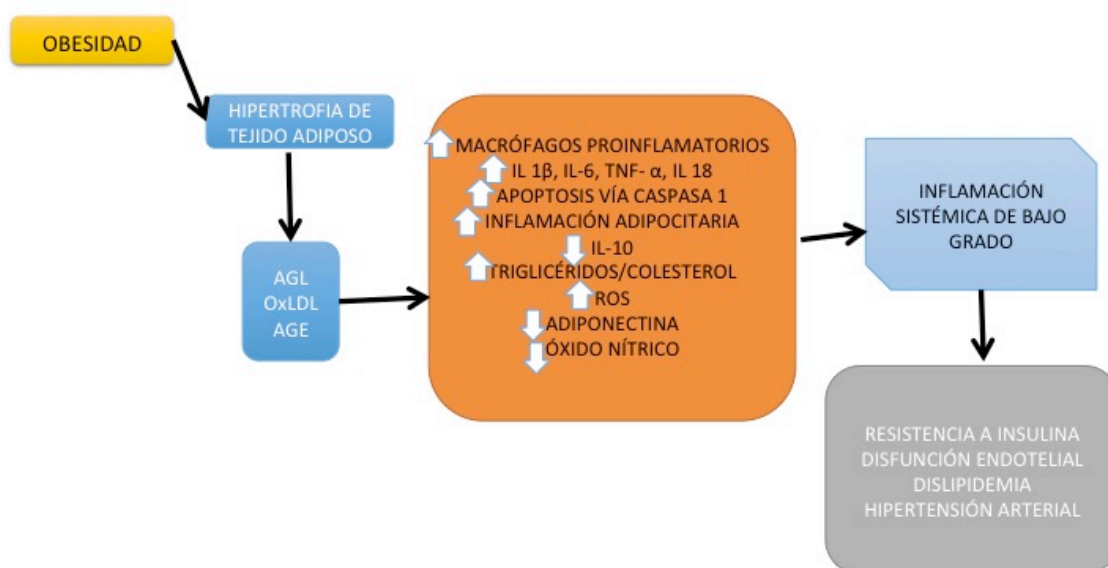 OBESIDAD
HIPERTROFIA DE
TEJIDO ADIPOSO
AGL
OxLDL
AGE
MACRÓFAGOS PROINFLAMATORIOS
IL 1β, IL-6, TNF- α, IL 18
APOPTOSIS VÍA CASPASA 1
INFLAMACIÓN ADIPOCITARIA
IL-10
TRIGLICÉRIDOS/COLESTEROL
ROS
ADIPONECTINA
ÓXIDO NÍTRICO
INFLAMACIÓN
SISTÉMICA DE BAJO
GRADO
RESISTENCIA A INSULINA
DISFUNCIÓN ENDOTELIAL
DISLIPIDEMIA
HIPERTENSIÓN ARTERIAL